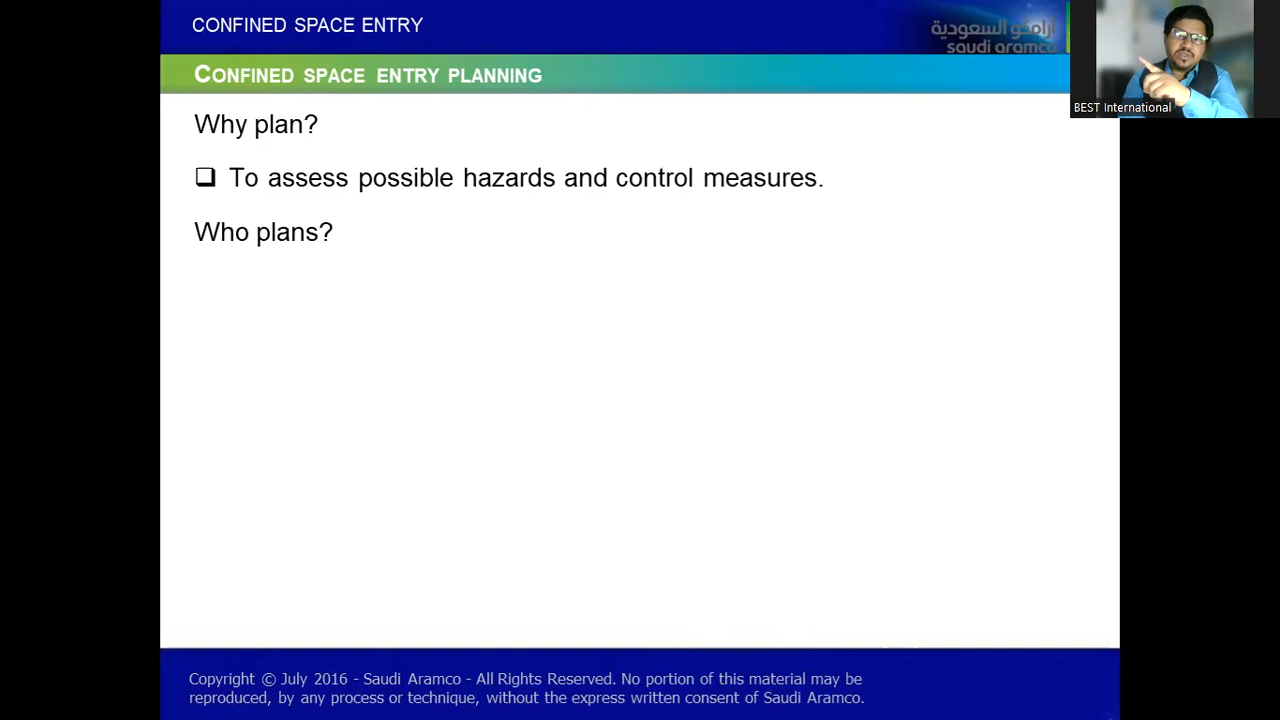 CONFINED SPACE ENTRY
أرامكو السعودية
saudi aramco
CONFINED SPACE ENTRY PLANNING
BEST International
Why plan?
❑ To assess possible hazards and control measures.
Who plans?
Copyright © July 2016 - Saudi Aramco - All Rights Reserved. No portion of this material may be
reproduced, by any process or technique, without the express written consent of Saudi Aramco.